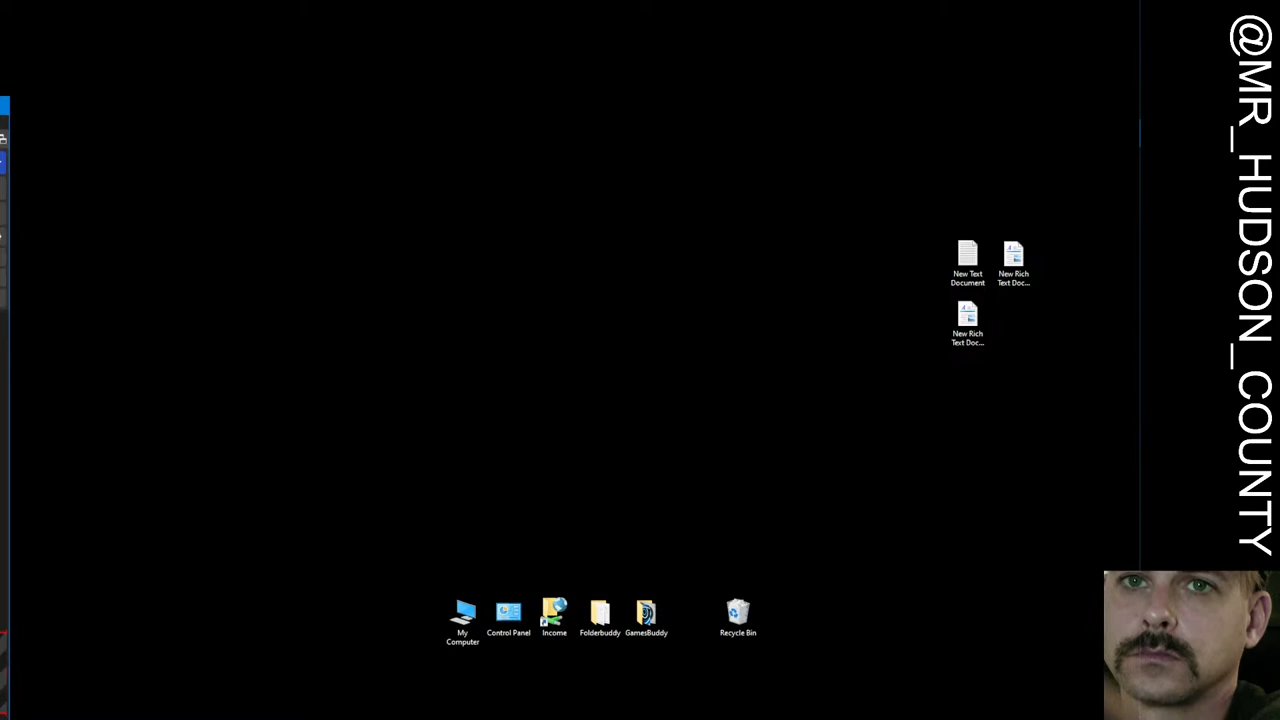 @MR_HUDSON_COUNTY
New Text
Document
New Rich
Text Doc...
New Rich
Text Doc...
My
Computer
Control Panel
Income
Folderbuddy
GamesBuddy
Recycle Bin